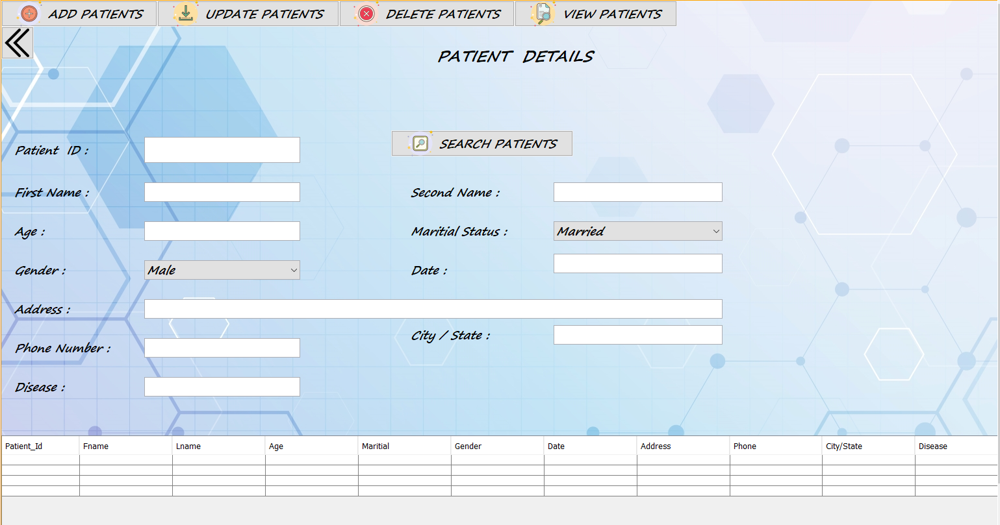 ADD PATIENTS UPDATE PATIENTS DELETE PATIENTS VIEW PATIENTS
PATIENT DETAILS
Patient ID : SEARCH PATIENTS
First Name : Second Name :
Age : Maritial Status : Married
Gender : Male Date :
Address :
City / State :
Phone Number :
Disease :
Patient_Id Fname Lname Age Maritial Gender Date Address Phone City/State Disease